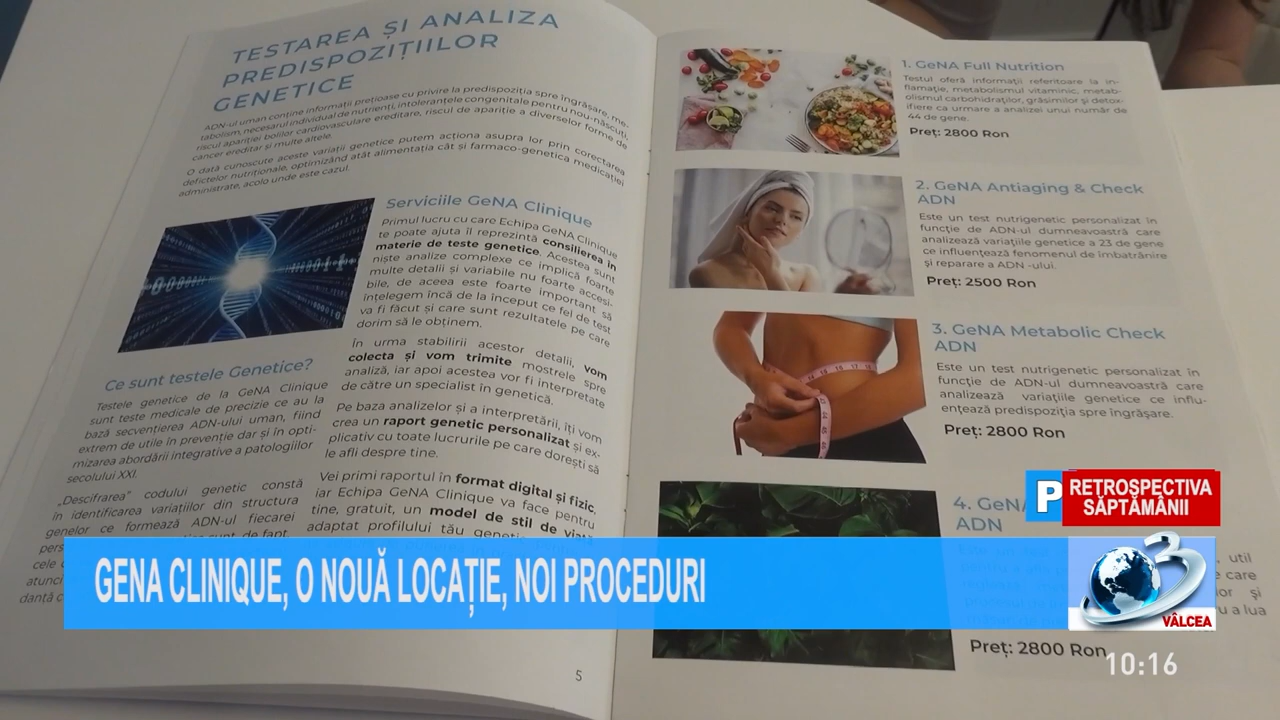 TESTAREA ȘI ANALIZA
PREDISPOZIȚIILOR
GENETICE
ADN-ul uman conține informații prețioase cu privire la predispoziția spre îngrășare, me-
tabolism, necesarul individual de nutrienți, intoleranțele congenitale pentru nou-născuți,
riscul apariției bolilor cardiovasculare ereditare, riscul de apariție a diverselor forme de
cancer ereditar și multe altele.
O dată cunoscute aceste variații genetice putem acționa asupra lor prin corectarea
defictelor nutriționale, optimizând atât alimentația cât și farmaco-genetica medicației
administrate, acolo unde este cazul.
Ce sunt testele Genetice?
Testele genetice de la GeNA Clinique
sunt teste medicale de precizie ce au la
bază secvențierea ADN-ului uman, fiind
extrem de utile în prevenție dar și în opti-
mizarea abordării integrative a patologiilor
secolului XXI.
„Descifrarea" codului genetic constă
în identificarea variațiilor din structura
genelor ce formează ADN-ul fiecarei
cele
atunci
Serviciile GeNA Clinique
Primul lucru cu care Echipa GeNA Clinique
te poate ajuta îl reprezintă consilierea în
materie de teste genetice. Acestea sunt
niște analize complexe ce implică foarte
multe detalii și variabile nu foarte accesi-
bile, de aceea este foarte important să
înțelegem încă de la început ce fel de test
va fi făcut și care sunt rezultatele pe care
dorim să le obținem.
În urma stabilirii acestor detalii, vom
colecta și vom trimite mostrele spre
analiză, iar apoi acestea vor fi interpretate
de către un specialist în genetică.
Pe baza analizelor și a interpretării, îți vom
crea un raport genetic personalizat și ex-
plicativ cu toate lucrurile pe care dorești să
le afli despre tine.
Vei primi raportul în format digital și fizic,
iar Echipa GeNA Clinique va face pentru
tine, gratuit, un model de stil de viață
adaptat profilului tău
5
1. GeNA Full Nutrition
Testul oferă informații referitoare la in-
flamație, metabolismul vitaminic, metab-
olismul carbohidraților, grăsimilor și detox-
ifiere ca urmare a analizei unui număr de
44 de gene.
Preț: 2800 Ron
2. GeNA Antiaging & Check
ADN
Este un test nutrigenetic personalizat în
funcție de ADN-ul dumneavoastră care
analizează variațiile genetice a 23 de gene
ce influențează fenomenul de îmbatrânire
și reparare a ADN -ului.
Preț: 2500 Ron
3. GeNA Metabolic Check
ADN
Este un test nutrigenetic personalizat în
funcție de ADN-ul dumneavoastră care
analizează variațiile genetice ce influ-
ențează predispoziția spre îngrășare.
Preț: 2800 Ron
4. GeNA
ADN
util
care
și
a lua
Preț: 2800 Ron
P
RETROSPECTIVA
SĂPTĂMÂNII
GENA CLINIQUE, O NOUĂ LOCAȚIE, NOI PROCEDURI
3
VÂLCEA
10:16